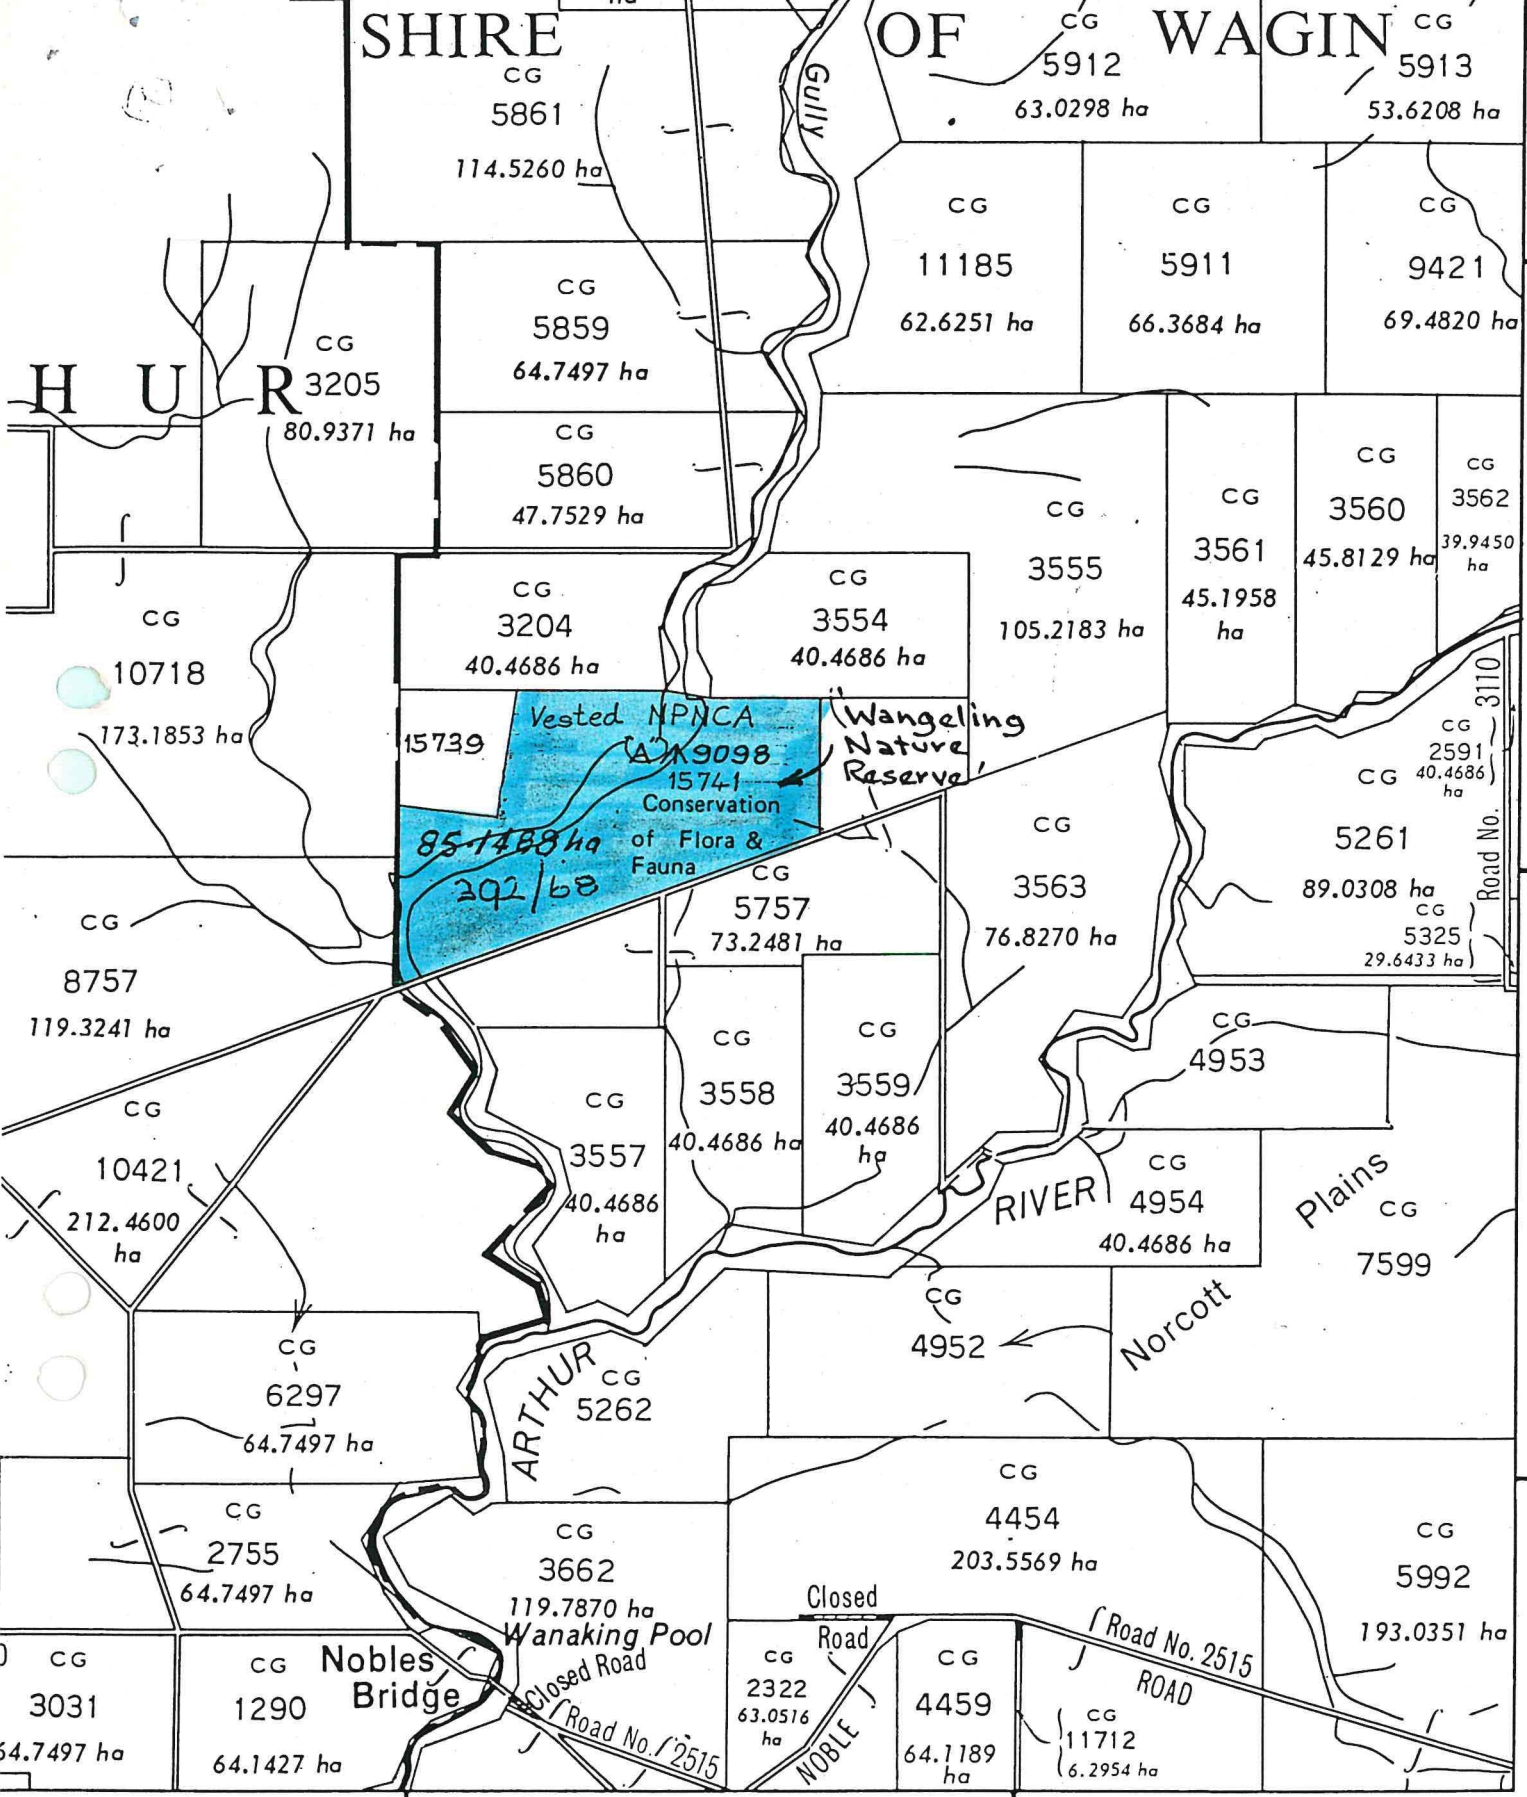 ha
SHIRE OF WAGIN
CG
5861
114.5260 ha
Gully
CG
5912
63.0298 ha
CG
5913
53.6208 ha
CG
11185
62.6251 ha
CG
5911
66.3684 ha
CG
9421
69.4820 ha
H U R
CG
3205
80.9371 ha
CG
5859
64.7497 ha
CG
5860
47.7529 ha
CG
3555
105.2183 ha
CG
3561
45.1958
ha
CG
3560
45.8129 ha
CG
3562
39.9450
ha
CG
10718
173.1853 ha
CG
3204
40.4686 ha
CG
3554
40.4686 ha
15739
Vested NPNCA
"A" 19098
15741
Conservation
of Flora &
Fauna
85.1488 ha
392/68
'Wangeling
Nature
Reserve'
CG
2591
40.4686
ha
Road No. 3110
CG
5261
89.0308 ha
CG
5325
29.6433 ha
CG
8757
119.3241 ha
CG
5757
73.2481 ha
CG
3563
76.8270 ha
CG
4953
CG
10421
212.4600
ha
CG
3557
40.4686
ha
CG
3558
40.4686 ha
CG
3559
40.4686
ha
RIVER
CG
4954
40.4686 ha
Norcott Plains
CG
7599
CG
4952
CG
6297
64.7497 ha
ARTHUR
CG
5262
CG
2755
64.7497 ha
CG
3662
119.7870 ha
Wanaking Pool
CG
4454
203.5569 ha
CG
5992
193.0351 ha
CG
3031
64.7497 ha
CG
1290
64.1427 ha
Nobles
Bridge
Closed Road
Road No. 2515
Closed
Road
CG
2322
63.0516
ha
NOBLE
CG
4459
64.1189
ha
Road No. 2515
ROAD
CG
11712
6.2954 ha